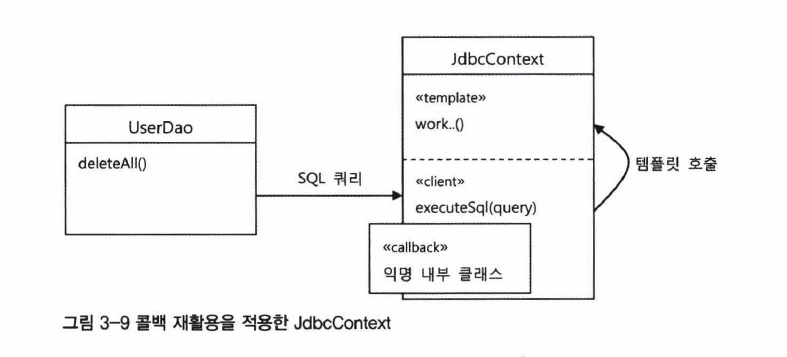 UserDao
deleteAll()
SQL 쿼리
JdbcContext
«template»
work..()
«client»
executeSql(query)
«callback»
익명 내부 클래스
템플릿 호출
그림 3-9 콜백 재활용을 적용한 JdbcContext